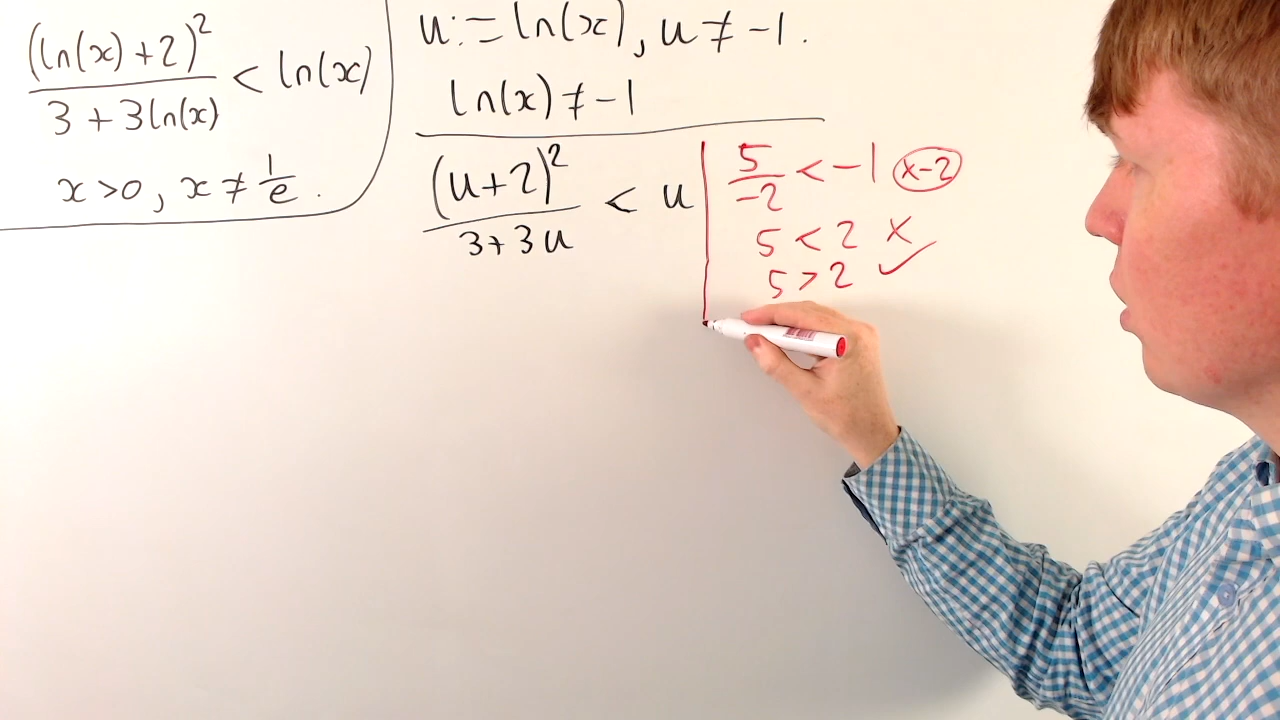 (ln(x)+2)²/(3+3ln(x)) < ln(x)
x>0, x≠1/e.
u:=ln(x), u≠-1.
ln(x)≠-1
(u+2)²/(3+3u) < u
5/-2 < -1 (x-2)
5<2 ×
5>2 ✓